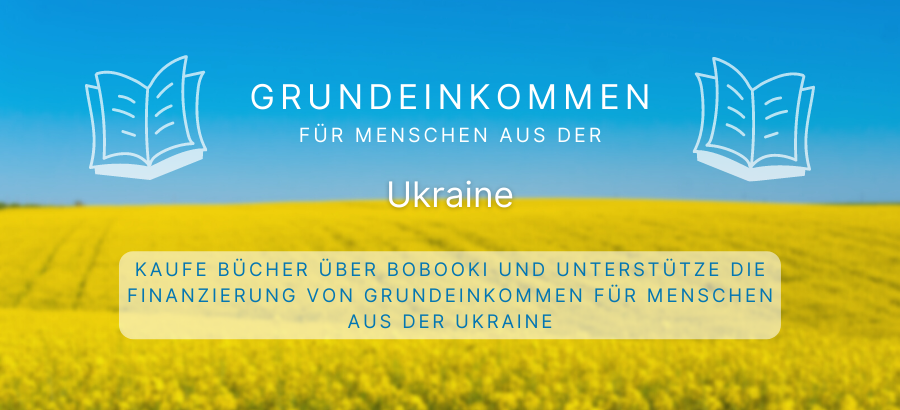 GRUNDEINKOMMEN
FÜR MENSCHEN AUS DER
Ukraine
KAUFE BÜCHER ÜBER BOBOOKI UND UNTERSTÜTZE DIE
FINANZIERUNG VON GRUNDEINKOMMEN FÜR MENSCHEN
AUS DER UKRAINE